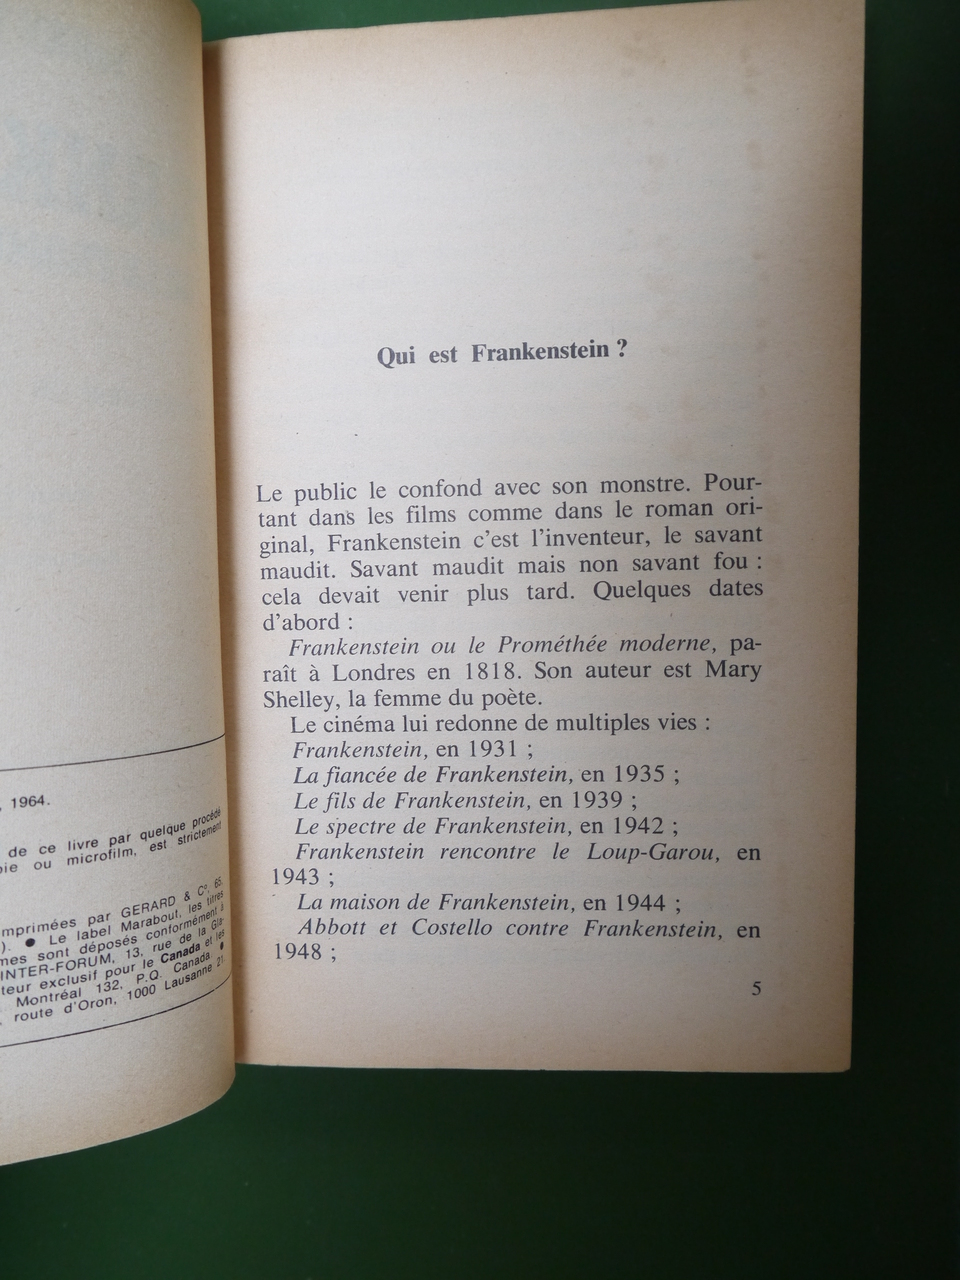 , 1964.
de ce livre par quelque procédé
pie ou microfilm, est strictement
mprimées par GERARD & C°, 65,
). ● Le label Marabout, les titres
mes sont déposés conformément à
INTER-FORUM, 13, rue de la Gla-
teur exclusif pour le Canada et les
Montréal 132, P.Q. Canada ●
, route d'Oron, 1000 Lausanne 21.
Qui est Frankenstein ?
Le public le confond avec son monstre. Pour-
tant dans les films comme dans le roman ori-
ginal, Frankenstein c'est l'inventeur, le savant
maudit. Savant maudit mais non savant fou :
cela devait venir plus tard. Quelques dates
d'abord :
Frankenstein ou le Prométhée moderne, pa-
raît à Londres en 1818. Son auteur est Mary
Shelley, la femme du poète.
Le cinéma lui redonne de multiples vies :
Frankenstein, en 1931 ;
La fiancée de Frankenstein, en 1935 ;
Le fils de Frankenstein, en 1939 ;
Le spectre de Frankenstein, en 1942 ;
Frankenstein rencontre le Loup-Garou, en
1943 ;
La maison de Frankenstein, en 1944 ;
Abbott et Costello contre Frankenstein, en
1948 ;
5